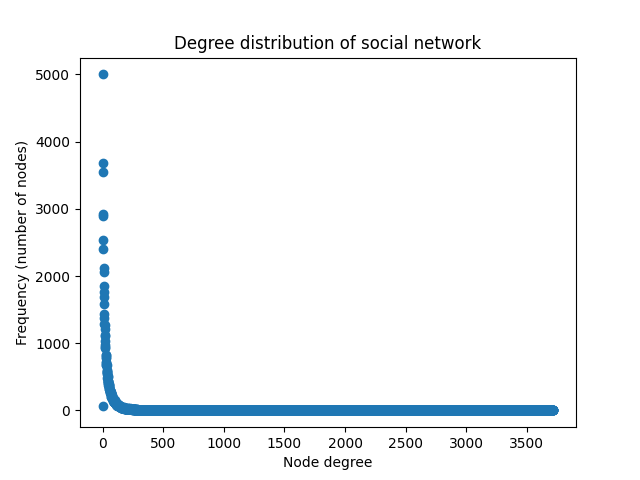 Degree distribution of social network
5000
4000
3000
2000
1000
0
Frequency (number of nodes)
0 500 1000 1500 2000 2500 3000 3500
Node degree